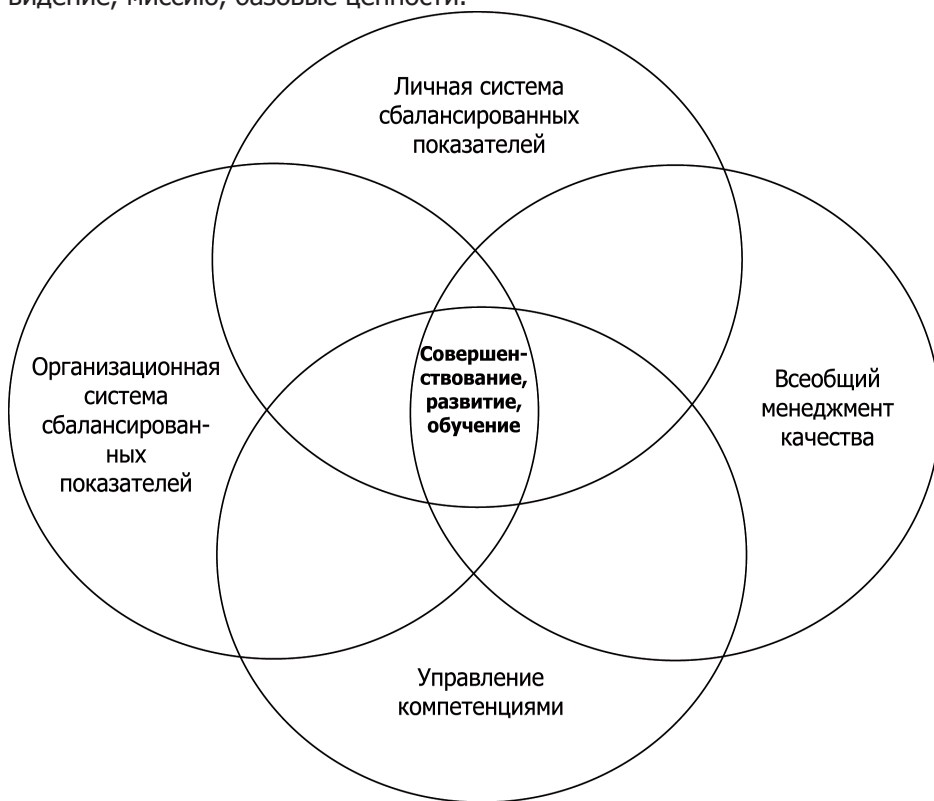 видение, миссию, базовые ценности.
Личная система
сбалансированных
показателей
Организационная
система
сбалансирован-
ных
показателей
Совершен-
ствование,
развитие,
обучение
Всеобщий
менеджмент
качества
Управление
компетенциями